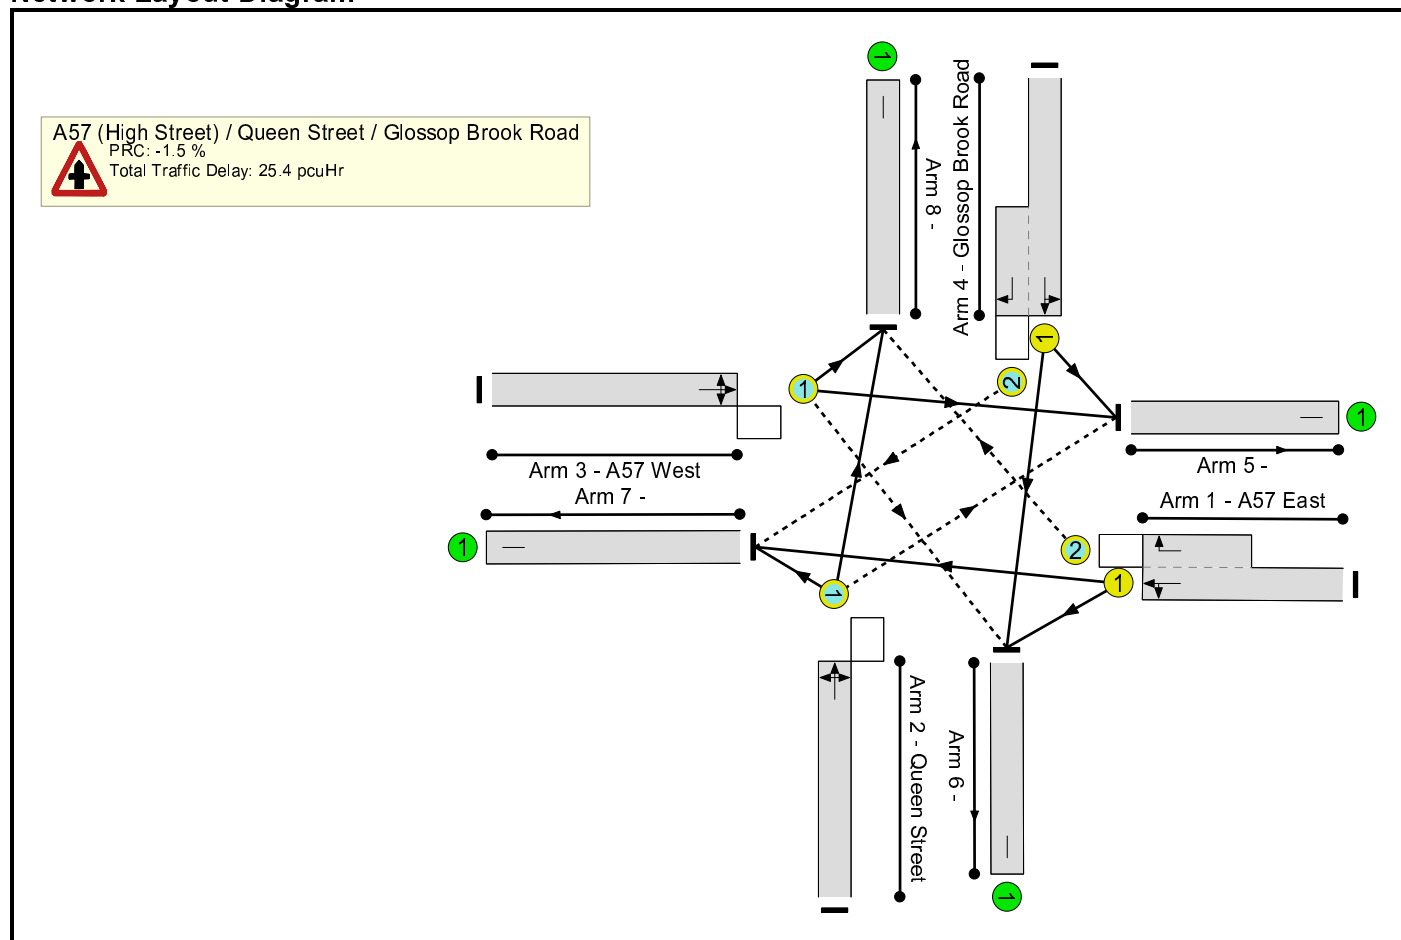 Network Layout Diagram
A57 (High Street) / Queen Street / Glossop Brook Road
PRC: -1.5 %
Total Traffic Delay: 25.4 pcuHr
1
Arm 8 -
Arm 4 - Glossop Brook Road
1
2
1
Arm 3 - A57 West
1
Arm 5 -
Arm 7 -
1
Arm 1 - A57 East
2
1
1
Arm 2 - Queen Street
Arm 6 -
1